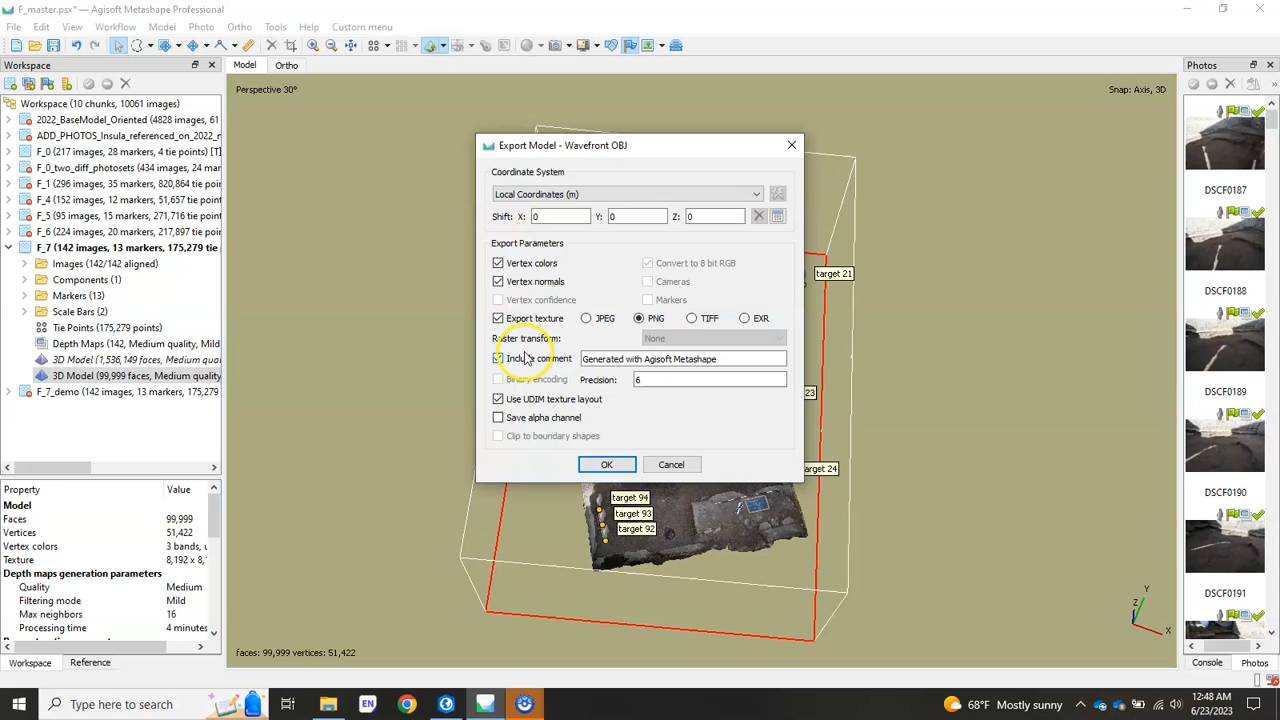 F_master.psx* — Agisoft Metashape Professional
File Edit View Workflow Model Photo Ortho Tools Help Custom menu
Workspace
Model Ortho
Photos
Perspective 30°
Snap: Axis, 3D
Workspace (10 chunks, 10061 images)
2022_BaseModel_Oriented (4828 images, 61
ADD_PHOTOS_Insula_referenced_on_2022_r
F_0 (217 images, 28 markers, 4 tie points) [T]
F_0_two_diff_photosets (434 images, 24 mar
F_1 (296 images, 35 markers, 820,864 tie poi
F_4 (142 images, 22 markers, 217,508 tie poi
F_5 (95 images, 15 markers, 271,716 tie point
F_6 (224 images, 20 markers, 191,038 tie poi
F_7 (142 images, 13 markers, 175,279 tie
Images (142/142 aligned)
Components (1)
Markers (13)
Scale Bars (2)
Tie Points (175,279 points)
Depth Maps (142, Medium quality, Mild
3D Model (1,536,149 faces, Medium qual
3D Model (99,999 faces, Medium quality
F_7_demo (142 images, 13 markers, 175,279
Property Value
Model
Faces 99,999
Vertices 51,422
Vertex colors 3 bands, u
Texture 8,192 x 8,1
Depth maps generation parameters
Quality Medium
Filtering mode Mild
Max neighbors 16
Processing time 4 minutes
Workspace Reference
Export Model - Wavefront OBJ
Coordinate System
Local Coordinates (m)
Shift: X: 0 Y: 0 Z: 0
Export Parameters
Vertex colors Convert to 8 bit RGB
Vertex normals Cameras
Vertex confidence Markers
Export texture JPEG PNG TIFF EXR
Raster transform: None
Include comment Generated with Agisoft Metashape
Binary encoding Precision: 6
Use UDIM texture layout
Save alpha channel
Clip to boundary shapes
OK Cancel
target 21
23
target 24
target 94
target 93
target 92
Y
Z
X
faces: 99,999 vertices: 51,422
DSCF0187
DSCF0188
DSCF0189
DSCF0190
DSCF0191
Console Photos
Type here to search
EN
68°F Mostly sunny
12:48 AM
6/23/2023